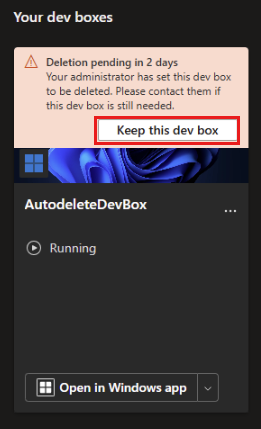 Your dev boxes
Deletion pending in 2 days
Your administrator has set this dev box
to be deleted. Please contact them if
this dev box is still needed.
Keep this dev box
AutodeleteDevBox
...
Running
Open in Windows app